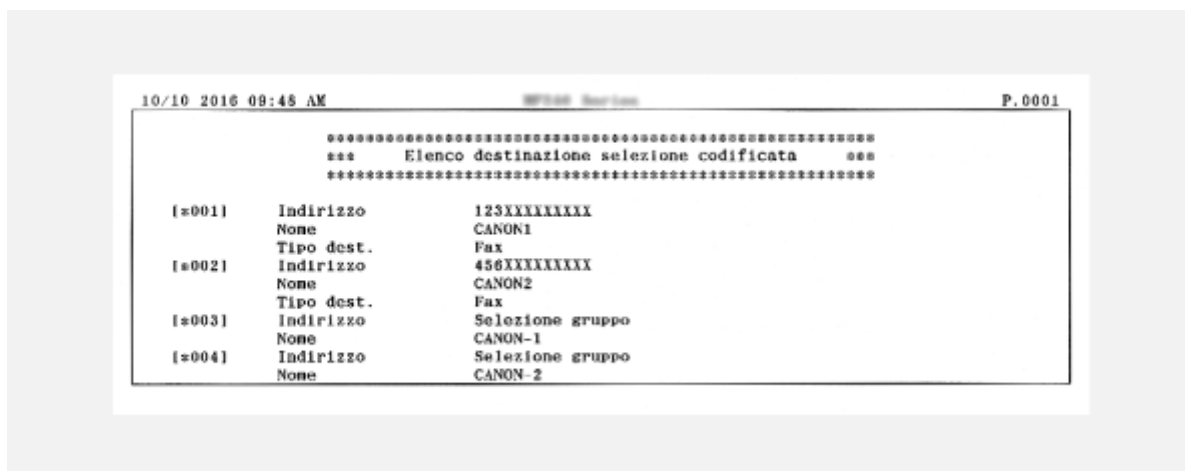 10/10 2016 09:48 AM P.0001
******************************************************
*** Elenco destinazione selezione codificata ***
******************************************************
[*001] Indirizzo 123XXXXXXXXX
Nome CANON1
Tipo dest. Fax
[*002] Indirizzo 456XXXXXXXXX
Nome CANON2
Tipo dest. Fax
[*003] Indirizzo Selezione gruppo
Nome CANON-1
[*004] Indirizzo Selezione gruppo
Nome CANON-2